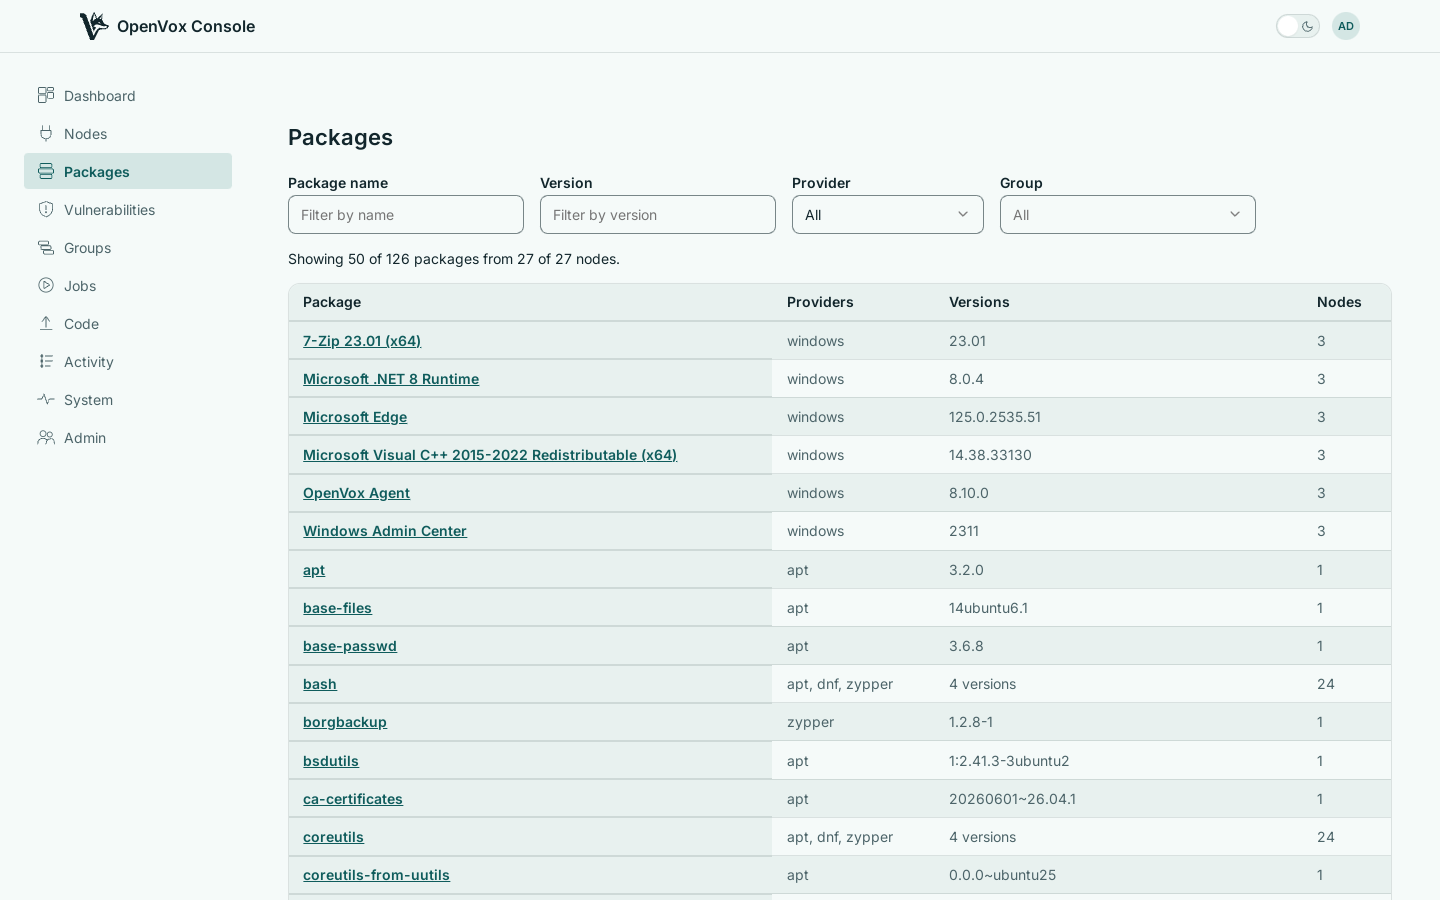 OpenVox Console
AD
Dashboard
Nodes
Packages
Vulnerabilities
Groups
Jobs
Code
Activity
System
Admin
Packages
Package name Version Provider Group
Filter by name Filter by version All All
Showing 50 of 126 packages from 27 of 27 nodes.
Package Providers Versions Nodes
7-Zip 23.01 (x64) windows 23.01 3
Microsoft .NET 8 Runtime windows 8.0.4 3
Microsoft Edge windows 125.0.2535.51 3
Microsoft Visual C++ 2015-2022 Redistributable (x64) windows 14.38.33130 3
OpenVox Agent windows 8.10.0 3
Windows Admin Center windows 2311 3
apt apt 3.2.0 1
base-files apt 14ubuntu6.1 1
base-passwd apt 3.6.8 1
bash apt, dnf, zypper 4 versions 24
borgbackup zypper 1.2.8-1 1
bsdutils apt 1:2.41.3-3ubuntu2 1
ca-certificates apt 20260601~26.04.1 1
coreutils apt, dnf, zypper 4 versions 24
coreutils-from-uutils apt 0.0.0~ubuntu25 1